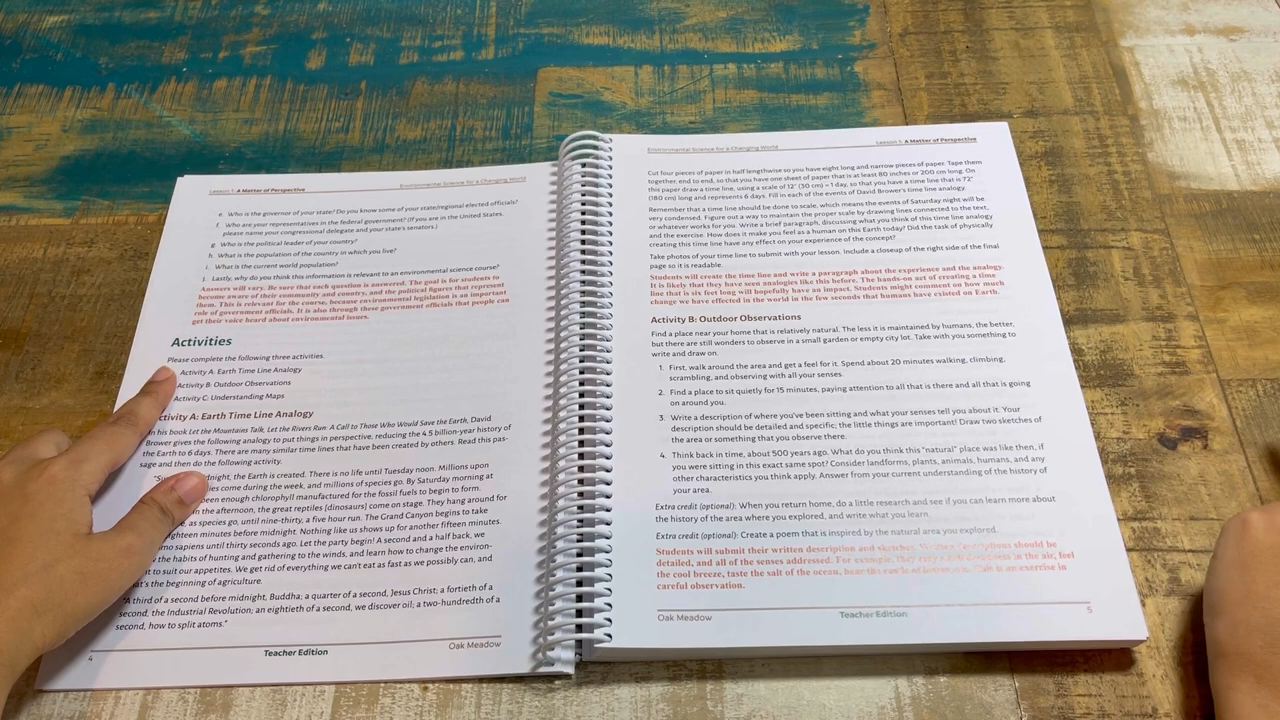 Lesson 1: A Matter of Perspective
Environmental Science for a Changing World
e. Who is the governor of your state? Do you know some of your state/regional elected officials?
f. Who are your representatives in the federal government? (If you are in the United States,
please name your congressional delegate and your state's senators.)
g. Who is the political leader of your country?
h. What is the population of the country in which you live?
i. What is the current world population?
j. Lastly, why do you think this information is relevant to an environmental science course?
Answers will vary. Be sure that each question is answered. The goal is for students to
become aware of their community and country, and the political figures that represent
them. This is relevant for the course, because environmental legislation is an important
role of government officials. It is also through these government officials that people can
get their voice heard about environmental issues.
Activities
Please complete the following three activities.
Activity A: Earth Time Line Analogy
Activity B: Outdoor Observations
Activity C: Understanding Maps
ctivity A: Earth Time Line Analogy
In his book Let the Mountains Talk, Let the Rivers Run: A Call to Those Who Would Save the Earth, David
Brower gives the following analogy to put things in perspective, reducing the 4.5 billion-year history of
the Earth to 6 days. There are many similar time lines that have been created by others. Read this pas-
sage and then do the following activity.
night, the Earth is created. There is no life until Tuesday noon. Millions upon
come during the week, and millions of species go. By Saturday morning at
been enough chlorophyll manufactured for the fossil fuels to begin to form.
in the afternoon, the great reptiles [dinosaurs] come on stage. They hang around for
as species go, until nine-thirty, a five hour run. The Grand Canyon begins to take
ghteen minutes before midnight. Nothing like us shows up for another fifteen minutes.
mo sapiens until thirty seconds ago. Let the party begin! A second and a half back, we
the habits of hunting and gathering to the winds, and learn how to change the environ-
t to suit our appetites. We get rid of everything we can't eat as fast as we possibly can, and
at's the beginning of agriculture.
"A third of a second before midnight, Buddha; a quarter of a second, Jesus Christ; a fortieth of a
second, the Industrial Revolution; an eightieth of a second, we discover oil; a two-hundredth of a
second, how to split atoms."
4
Teacher Edition
Oak Meadow
Environmental Science for a Changing World
Lesson 1: A Matter of Perspective
Cut four pieces of paper in half lengthwise so you have eight long and narrow pieces of paper. Tape them
together, end to end, so that you have one sheet of paper that is at least 80 inches or 200 cm long. On
this paper draw a time line, using a scale of 12" (30 cm) = 1 day, so that you have a time line that is 72"
(180 cm) long and represents 6 days. Fill in each of the events of David Brower's time line analogy.
Remember that a time line should be done to scale, which means the events of Saturday night will be
very condensed. Figure out a way to maintain the proper scale by drawing lines connected to the text,
or whatever works for you. Write a brief paragraph, discussing what you think of this time line analogy
and the exercise. How does it make you feel as a human on this Earth today? Did the task of physically
creating this time line have any effect on your experience of the concept?
Take photos of your time line to submit with your lesson. Include a closeup of the right side of the final
page so it is readable.
Students will create the time line and write a paragraph about the experience and the analogy.
It is likely that they have seen analogies like this before. The hands-on act of creating a time
line that is six feet long will hopefully have an impact. Students might comment on how much
change we have effected in the world in the few seconds that humans have existed on Earth.
Activity B: Outdoor Observations
Find a place near your home that is relatively natural. The less it is maintained by humans, the better,
but there are still wonders to observe in a small garden or empty city lot. Take with you something to
write and draw on.
1. First, walk around the area and get a feel for it. Spend about 20 minutes walking, climbing,
scrambling, and observing with all your senses.
2. Find a place to sit quietly for 15 minutes, paying attention to all that is there and all that is going
on around you.
3. Write a description of where you've been sitting and what your senses tell you about it. Your
description should be detailed and specific; the little things are important! Draw two sketches of
the area or something that you observe there.
4. Think back in time, about 500 years ago. What do you think this "natural" place was like then, if
you were sitting in this exact same spot? Consider landforms, plants, animals, humans, and any
other characteristics you think apply. Answer from your current understanding of the history of
your area.
Extra credit (optional): When you return home, do a little research and see if you can learn more about
the history of the area where you explored, and write what you learn.
Extra credit (optional): Create a poem that is inspired by the natural area you explored.
Students will submit their written description and sketches. Written descriptions should be
detailed, and all of the senses addressed. For example, they may in the air, feel
the cool breeze, taste the salt of the ocean, hear the This is an exercise in
careful observation.
Oak Meadow
Teacher Edition
5